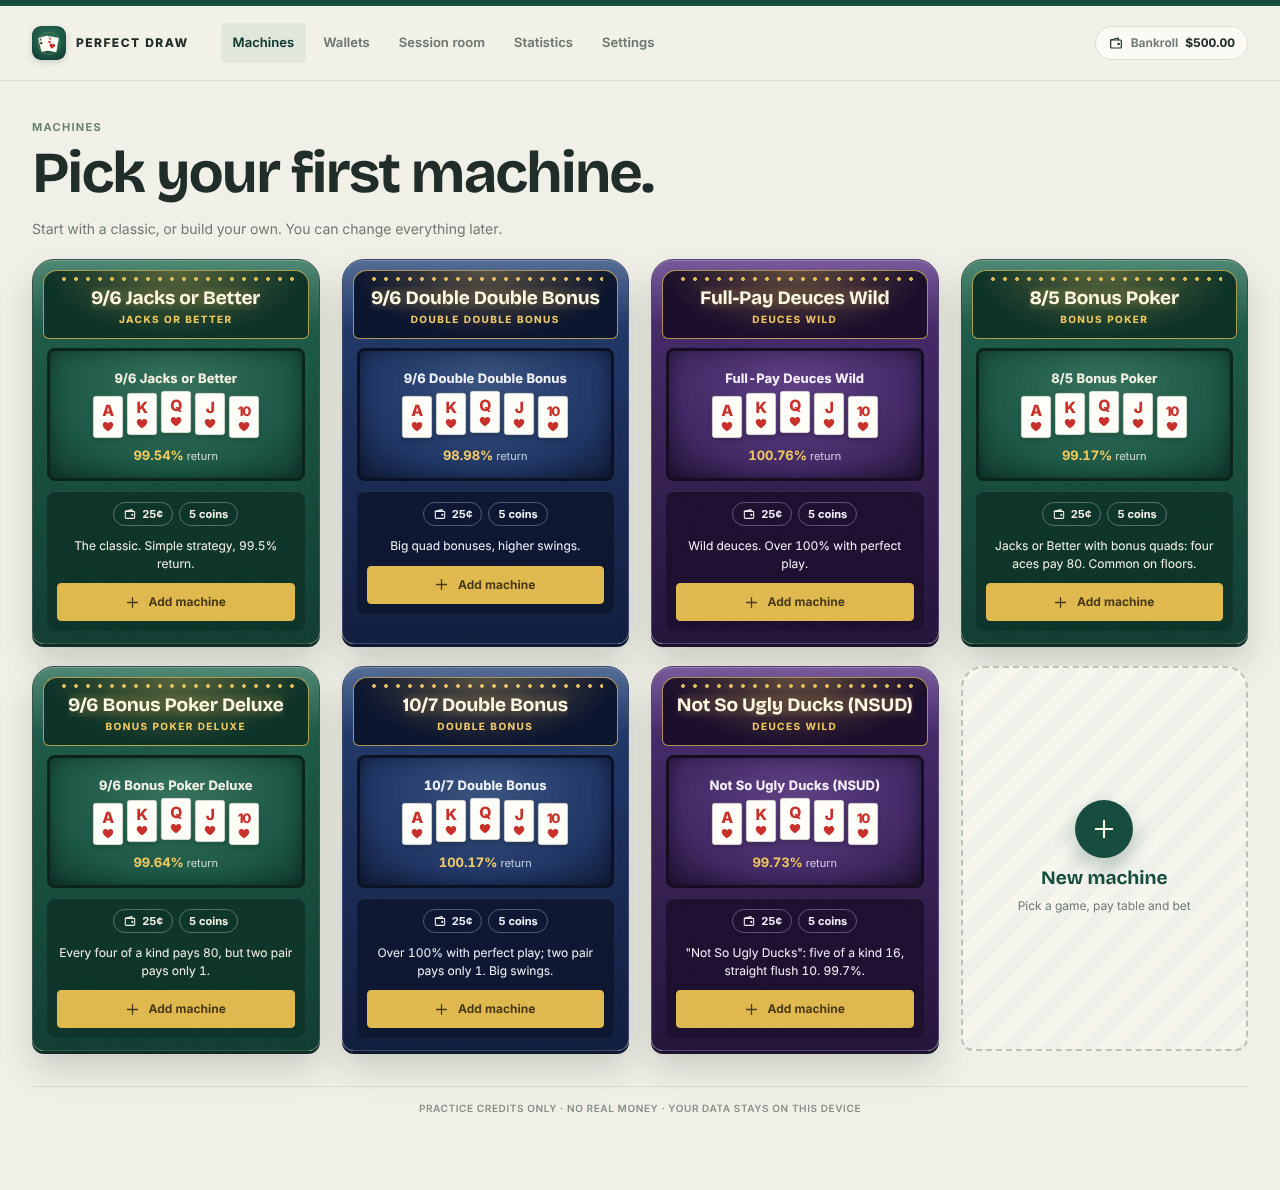 PERFECT DRAW
Machines
Wallets
Session room
Statistics
Settings
Bankroll $500.00
MACHINES
Pick your first machine.
Start with a classic, or build your own. You can change everything later.
9/6 Jacks or Better
JACKS OR BETTER
9/6 Jacks or Better
A K Q J 10
99.54% return
25¢ 5 coins
The classic. Simple strategy, 99.5%
return.
Add machine
9/6 Double Double Bonus
DOUBLE DOUBLE BONUS
9/6 Double Double Bonus
A K Q J 10
98.98% return
25¢ 5 coins
Big quad bonuses, higher swings.
Add machine
Full-Pay Deuces Wild
DEUCES WILD
Full-Pay Deuces Wild
A K Q J 10
100.76% return
25¢ 5 coins
Wild deuces. Over 100% with perfect
play.
Add machine
8/5 Bonus Poker
BONUS POKER
8/5 Bonus Poker
A K Q J 10
99.17% return
25¢ 5 coins
Jacks or Better with bonus quads: four
aces pay 80. Common on floors.
Add machine
9/6 Bonus Poker Deluxe
BONUS POKER DELUXE
9/6 Bonus Poker Deluxe
A K Q J 10
99.64% return
25¢ 5 coins
Every four of a kind pays 80, but two pair
pays only 1.
Add machine
10/7 Double Bonus
DOUBLE BONUS
10/7 Double Bonus
A K Q J 10
100.17% return
25¢ 5 coins
Over 100% with perfect play; two pair
pays only 1. Big swings.
Add machine
Not So Ugly Ducks (NSUD)
DEUCES WILD
Not So Ugly Ducks (NSUD)
A K Q J 10
99.73% return
25¢ 5 coins
"Not So Ugly Ducks": five of a kind 16,
straight flush 10. 99.7%.
Add machine
New machine
Pick a game, pay table and bet
PRACTICE CREDITS ONLY · NO REAL MONEY · YOUR DATA STAYS ON THIS DEVICE